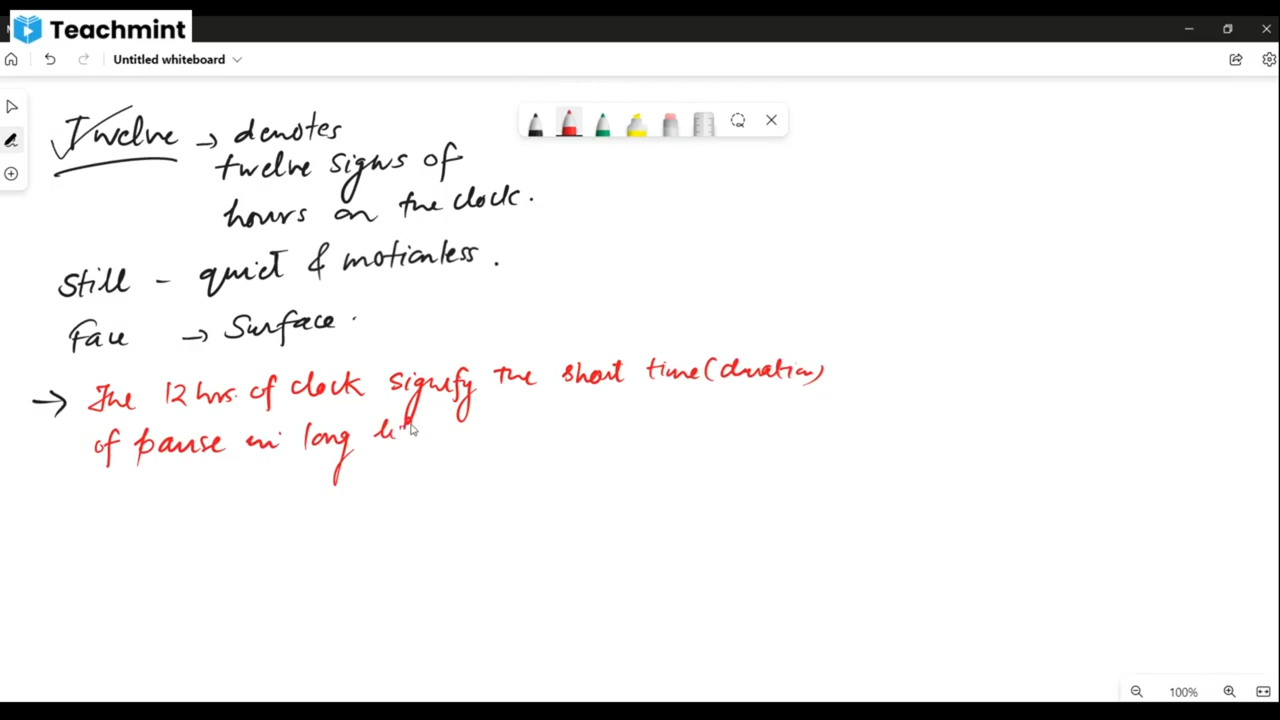 Teachmint
Untitled whiteboard
Twelve → denotes
twelve signs of
hours on the clock.
Still - quiet & motionless.
Face → Surface.
→ The 12 hrs. of clock signify the short time (duration)
of pause in long
100%